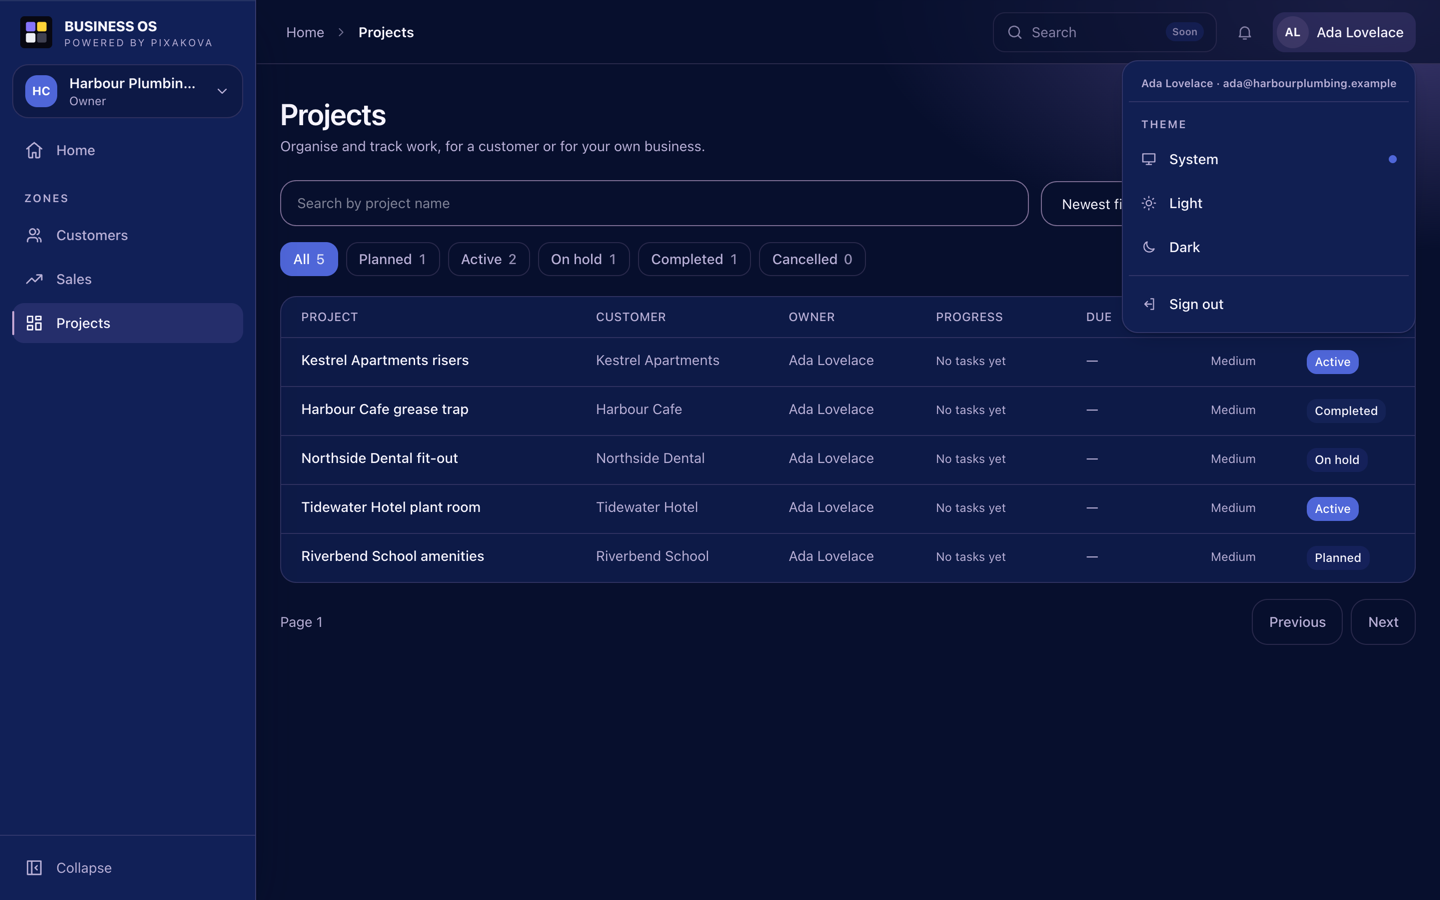 BUSINESS OS
POWERED BY PIXAKOVA
HC Harbour Plumbin...
Owner
Home
ZONES
Customers
Sales
Projects
Collapse
Home > Projects
Search Soon
AL Ada Lovelace
Ada Lovelace · ada@harbourplumbing.example
THEME
System
Light
Dark
Sign out
Projects
Organise and track work, for a customer or for your own business.
Search by project name
Newest fi
All 5 Planned 1 Active 2 On hold 1 Completed 1 Cancelled 0
PROJECT CUSTOMER OWNER PROGRESS DUE
Kestrel Apartments risers Kestrel Apartments Ada Lovelace No tasks yet — Medium Active
Harbour Cafe grease trap Harbour Cafe Ada Lovelace No tasks yet — Medium Completed
Northside Dental fit-out Northside Dental Ada Lovelace No tasks yet — Medium On hold
Tidewater Hotel plant room Tidewater Hotel Ada Lovelace No tasks yet — Medium Active
Riverbend School amenities Riverbend School Ada Lovelace No tasks yet — Medium Planned
Page 1
Previous Next